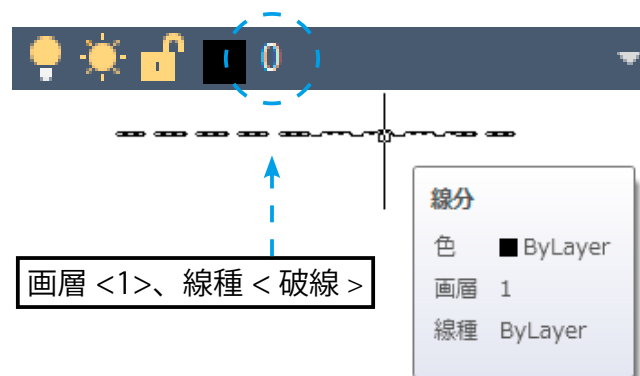 0
線分
色 ByLayer
画層 <1>、線種 < 破線 >
画層 1
線種 ByLayer